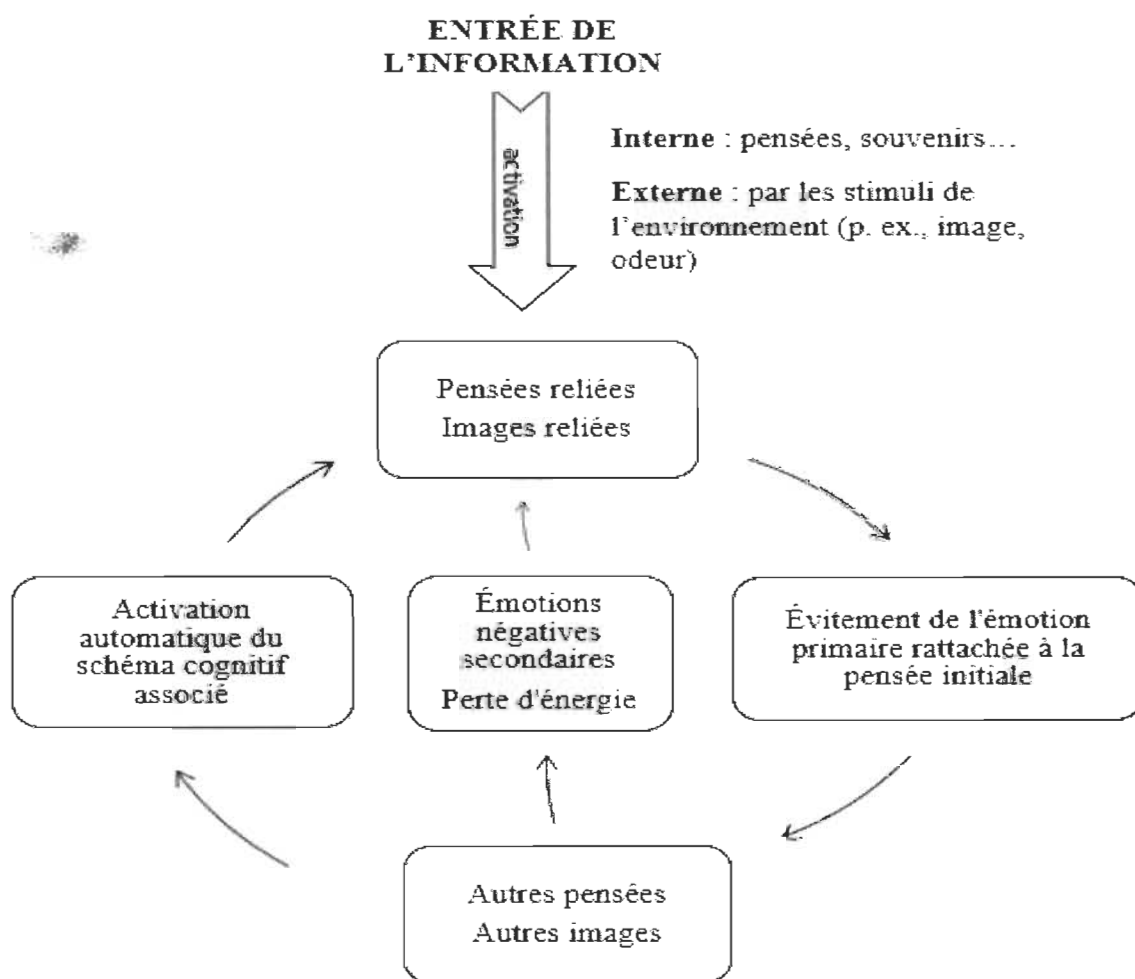 ENTRÉE DE
L'INFORMATION
activation
Interne : pensées, souvenirs...
Externe : par les stimuli de
l'environnement (p. ex., image,
odeur)
Pensées reliées
Images reliées
Activation
automatique du
schéma cognitif
associé
Émotions
négatives
secondaires
Perte d'énergie
Évitement de l'émotion
primaire rattachée à la
pensée initiale
Autres pensées
Autres images